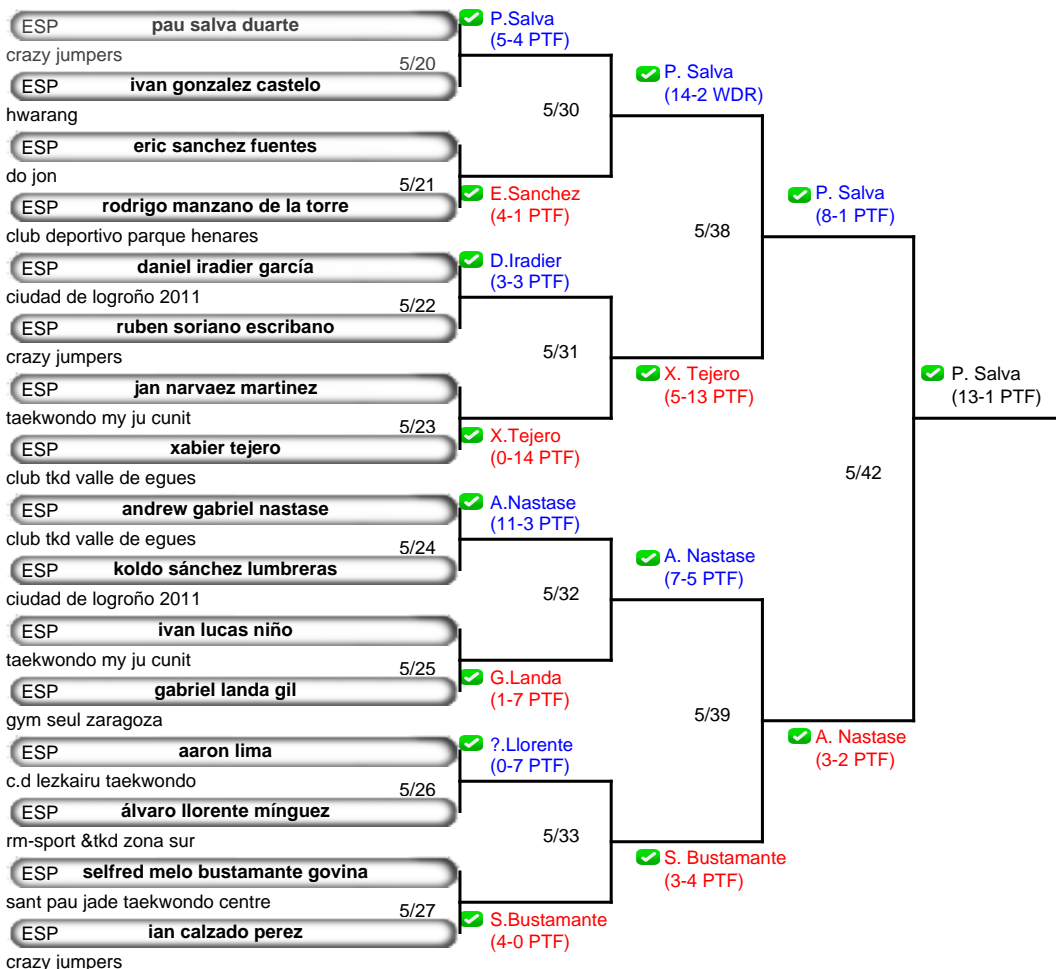 ESP pau salva duarte
crazy jumpers
5/20
ESP ivan gonzalez castelo
hwarang
ESP eric sanchez fuentes
do jon
5/21
ESP rodrigo manzano de la torre
club deportivo parque henares
ESP daniel iradier garcía
ciudad de logroño 2011
5/22
ESP ruben soriano escribano
crazy jumpers
ESP jan narvaez martinez
taekwondo my ju cunit
5/23
ESP xabier tejero
club tkd valle de egues
ESP andrew gabriel nastase
club tkd valle de egues
5/24
ESP koldo sánchez lumbreras
ciudad de logroño 2011
ESP ivan lucas niño
taekwondo my ju cunit
5/25
ESP gabriel landa gil
gym seul zaragoza
ESP aaron lima
c.d lezkairu taekwondo
5/26
ESP álvaro llorente mínguez
rm-sport &tkd zona sur
ESP selfred melo bustamante govina
sant pau jade taekwondo centre
5/27
ESP ian calzado perez
crazy jumpers
P.Salva
(5-4 PTF)
5/30
E.Sanchez
(4-1 PTF)
D.Iradier
(3-3 PTF)
5/31
X.Tejero
(0-14 PTF)
A.Nastase
(11-3 PTF)
5/32
G.Landa
(1-7 PTF)
?.Llorente
(0-7 PTF)
5/33
S.Bustamante
(4-0 PTF)
P. Salva
(14-2 WDR)
5/38
X. Tejero
(5-13 PTF)
A. Nastase
(7-5 PTF)
5/39
S. Bustamante
(3-4 PTF)
P. Salva
(8-1 PTF)
5/42
A. Nastase
(3-2 PTF)
P. Salva
(13-1 PTF)